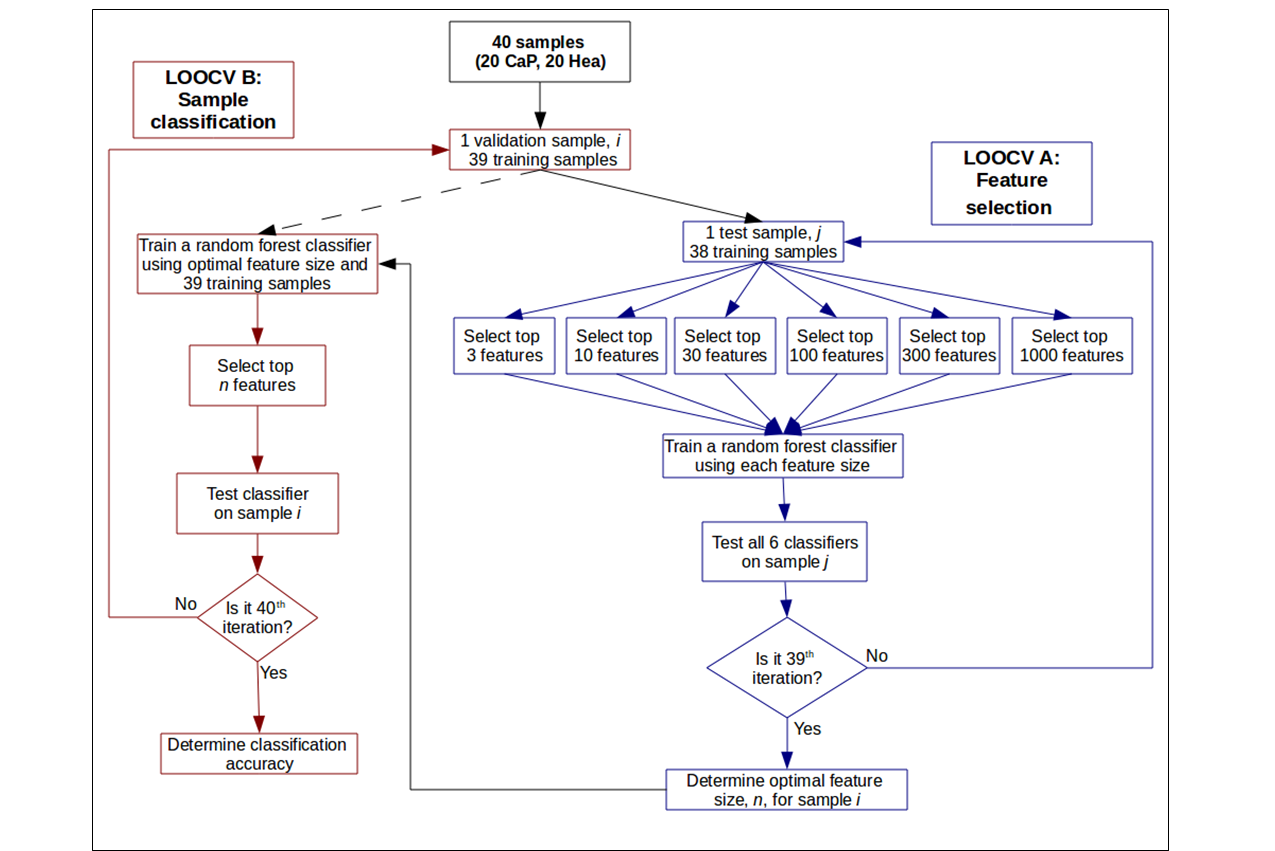 40 samples
(20 CaP, 20 Hea)
LOOCV B:
Sample
classification
1 validation sample, i
39 training samples
LOOCV A:
Feature
selection
1 test sample, j
38 training samples
Train a random forest classifier
using optimal feature size and
39 training samples
Select top
3 features
Select top
10 features
Select top
30 features
Select top
100 features
Select top
300 features
Select top
1000 features
Select top
n features
Train a random forest classifier
using each feature size
Test classifier
on sample i
Test all 6 classifiers
on sample j
No
Is it 40th
iteration?
Yes
Is it 39th
iteration?
No
Yes
Determine classification
accuracy
Determine optimal feature
size, n, for sample i